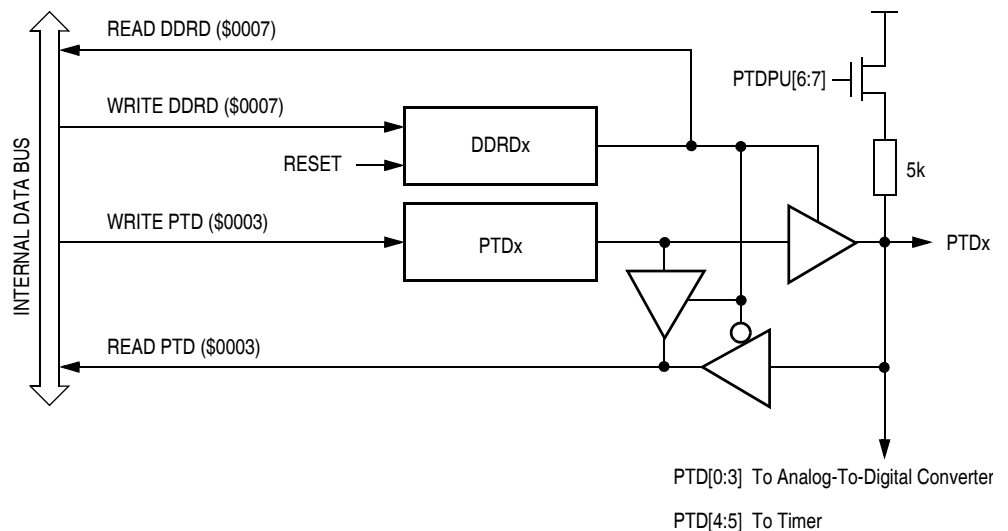 READ DDRD ($0007)
PTDPU[6:7]
WRITE DDRD ($0007)
DDRDx
RESET
5k
INTERNAL DATA BUS
WRITE PTD ($0003)
PTDx
PTDx
READ PTD ($0003)
PTD[0:3] To Analog-To-Digital Converter
PTD[4:5] To Timer